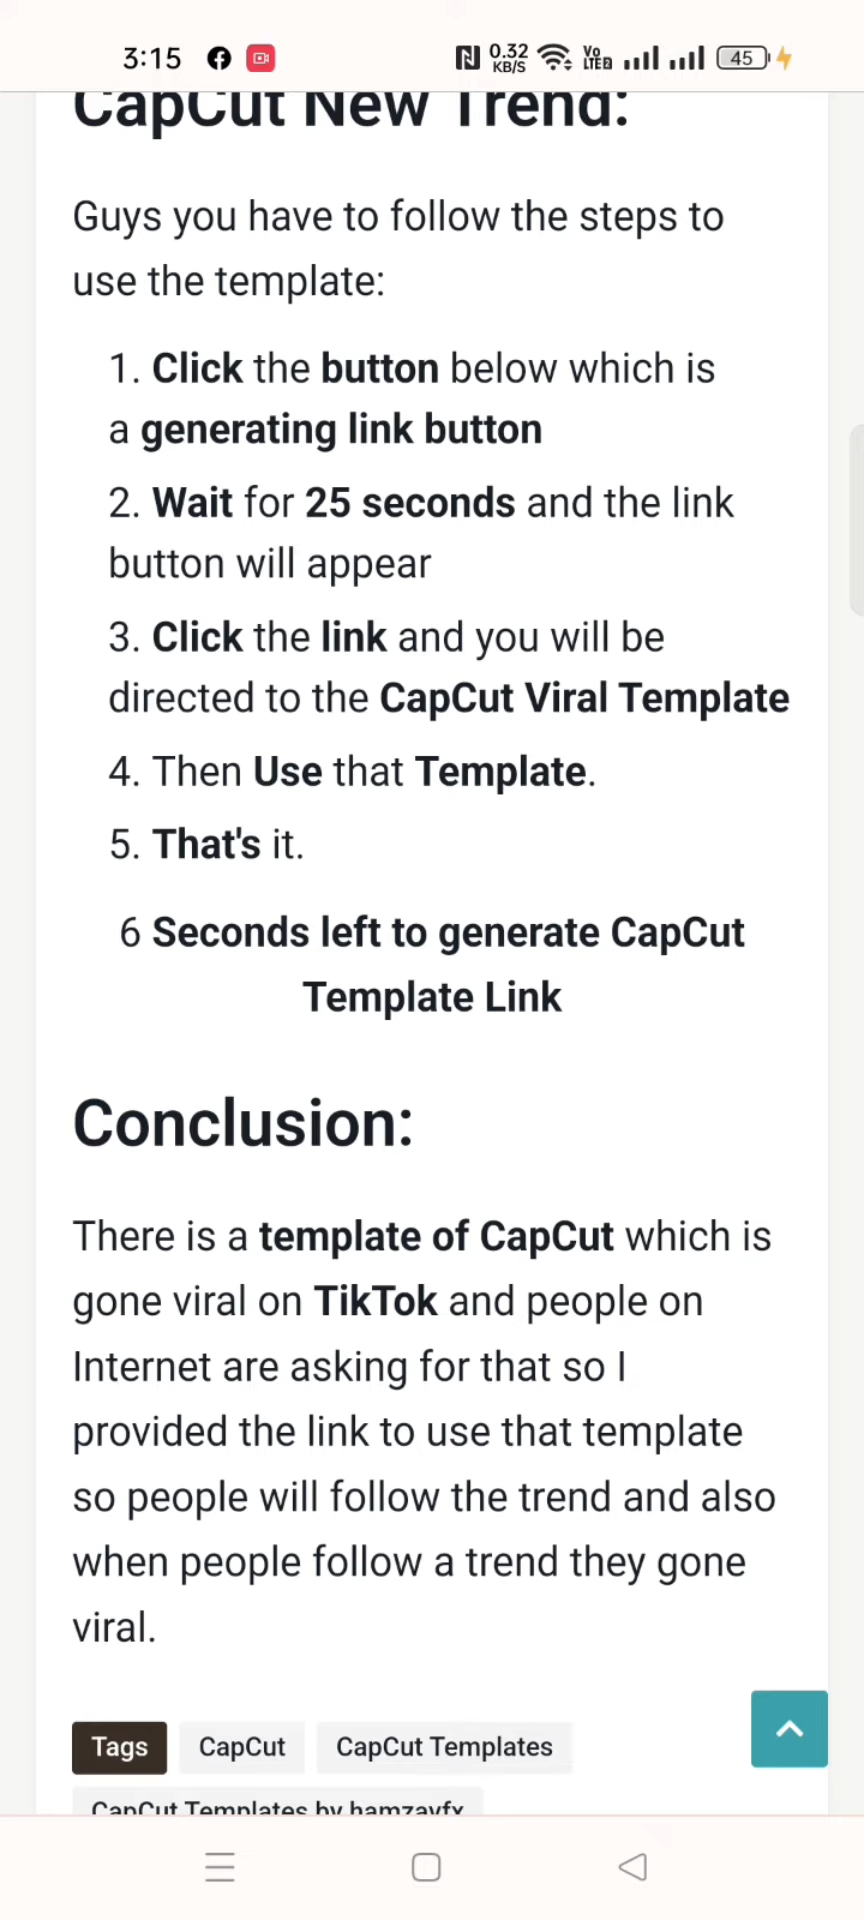 3:15
0.32
KB/S
Vo
LTE2
45
CapCut New Trend:
Guys you have to follow the steps to
use the template:
1. Click the button below which is
a generating link button
2. Wait for 25 seconds and the link
button will appear
3. Click the link and you will be
directed to the CapCut Viral Template
4. Then Use that Template.
5. That's it.
6 Seconds left to generate CapCut
Template Link
Conclusion:
There is a template of CapCut which is
gone viral on TikTok and people on
Internet are asking for that so I
provided the link to use that template
so people will follow the trend and also
when people follow a trend they gone
viral.
Tags CapCut CapCut Templates
CapCut Templates by hamzavfx